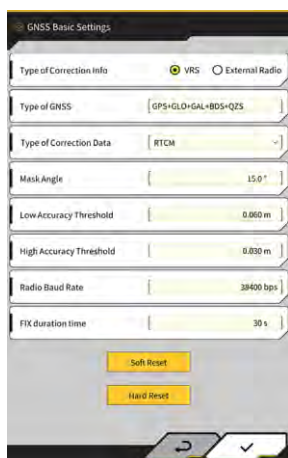 GNSS Basic Settings
Type of Correction Info VRS External Radio
Type of GNSS GPS+GLO+GAL+BDS+QZS
Type of Correction Data RTCM
Mask Angle 15.0 °
Low Accuracy Threshold 0.060 m
High Accuracy Threshold 0.030 m
Radio Baud Rate 38400 bps
FIX duration time 30 s
Soft Reset
Hard Reset